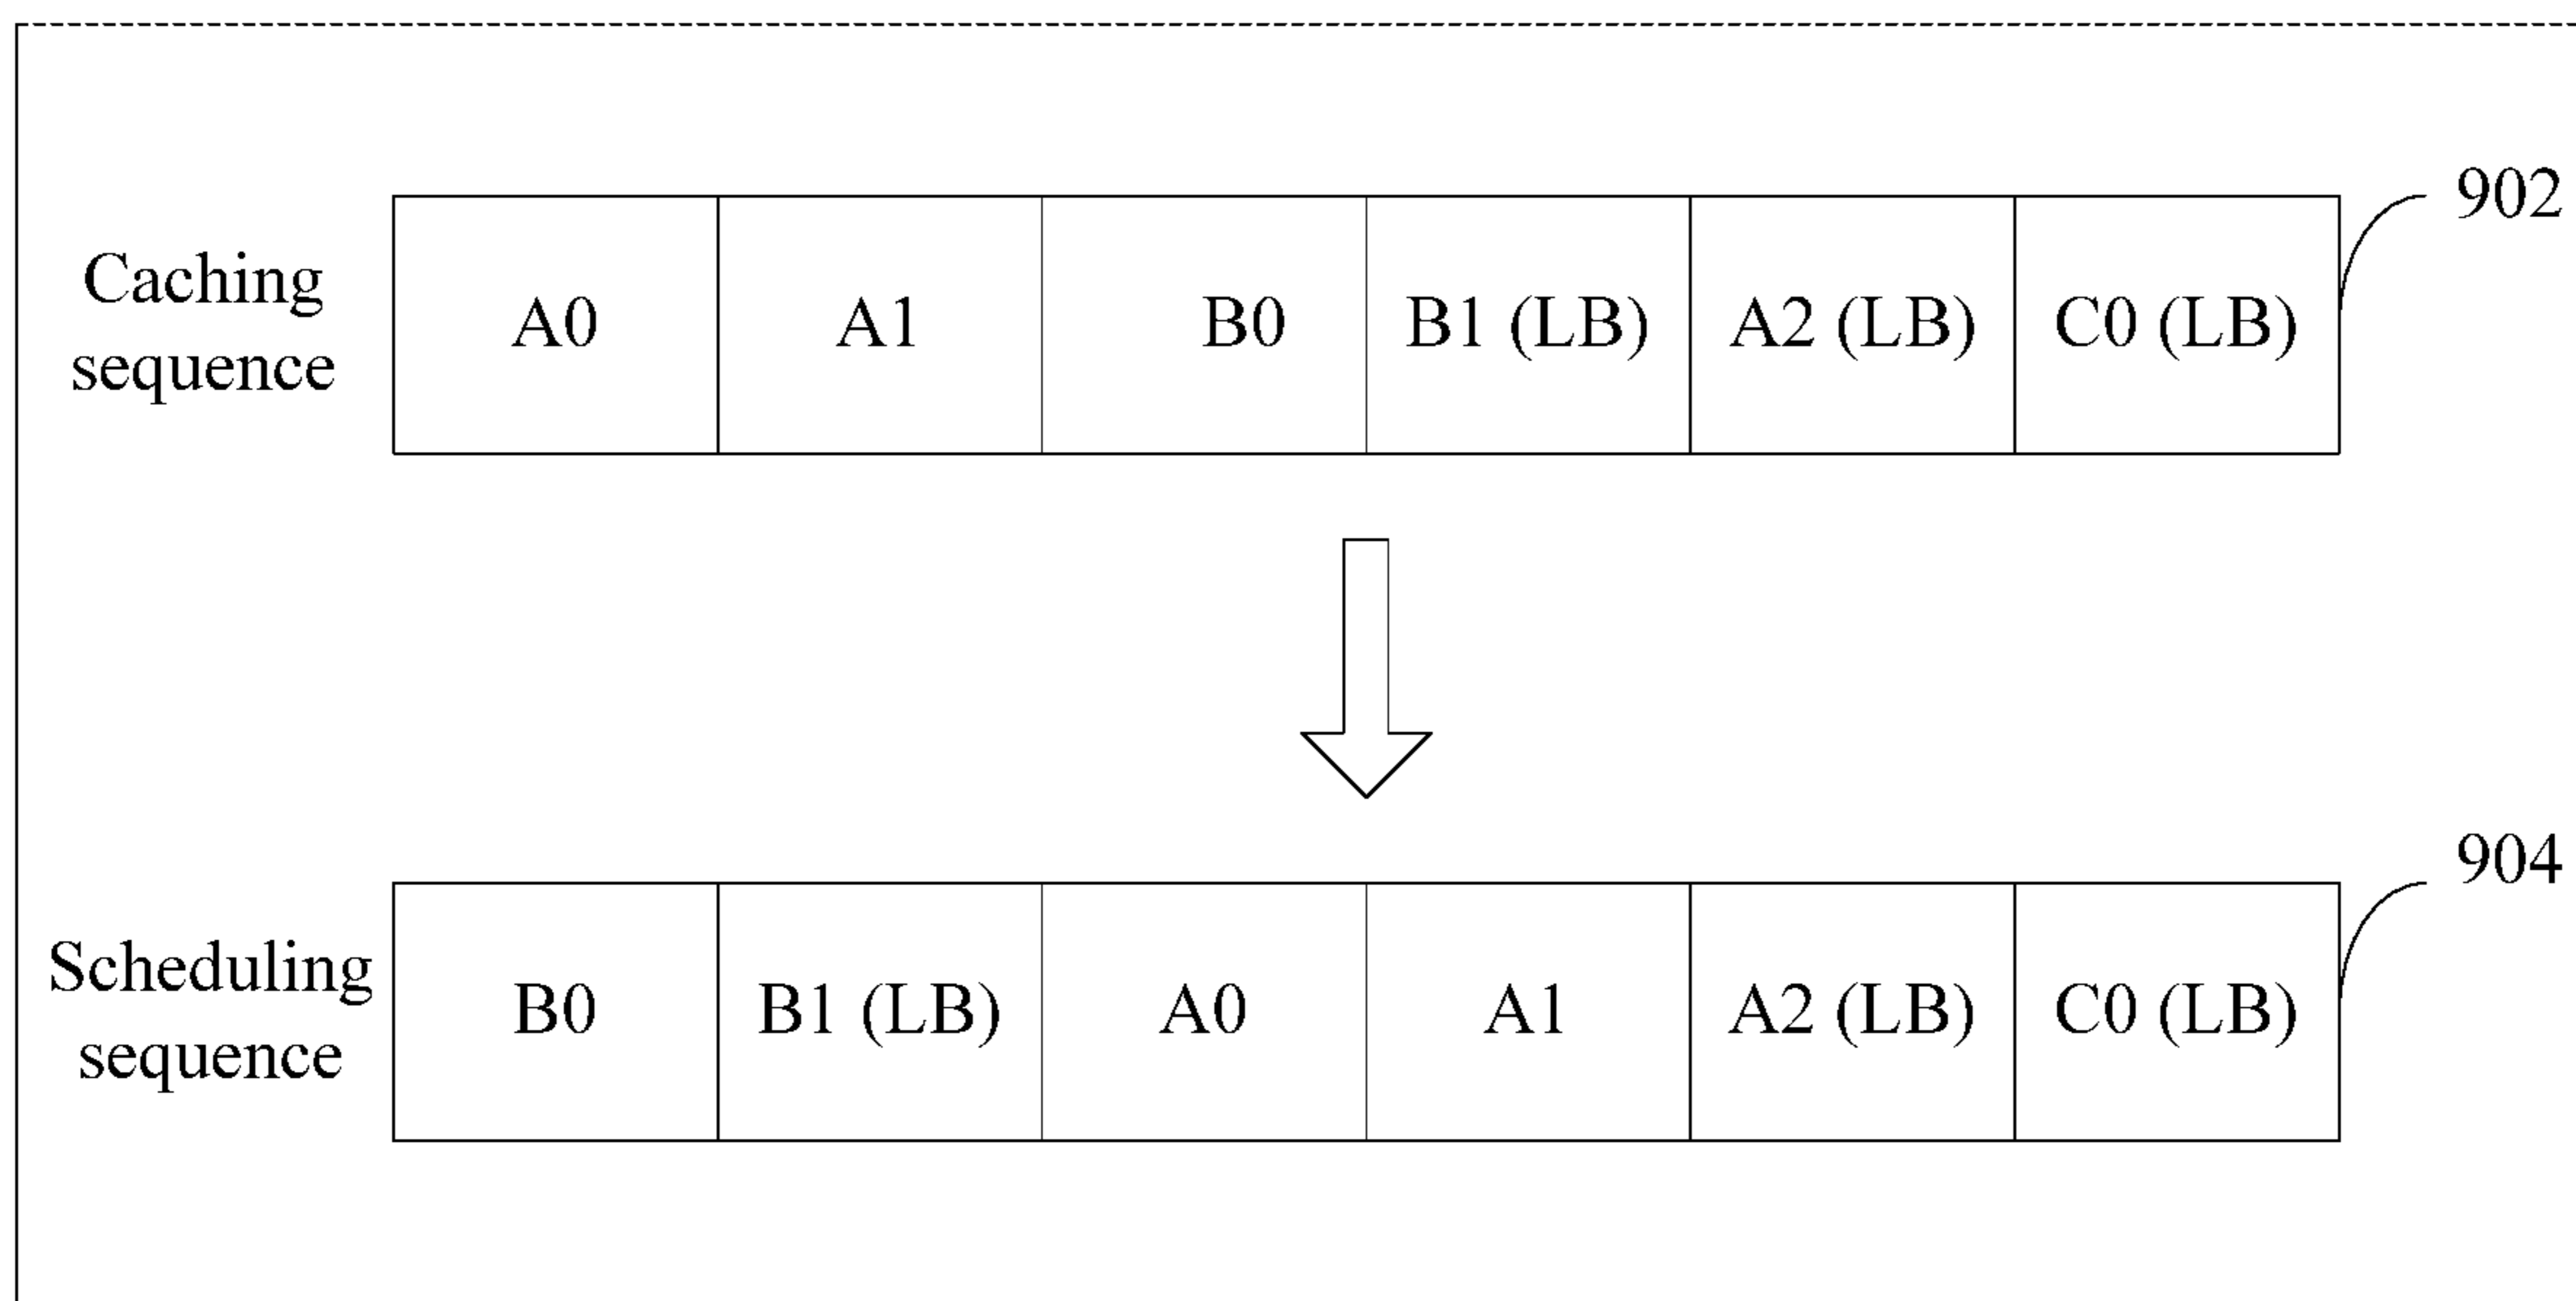 902
Caching
sequence
A0 A1 B0 B1 (LB) A2 (LB) C0 (LB)
904
Scheduling
sequence
B0 B1 (LB) A0 A1 A2 (LB) C0 (LB)